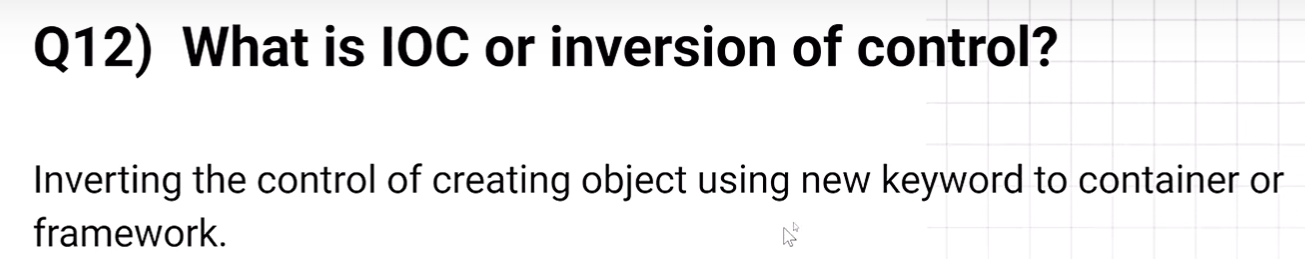 Q12) What is IOC or inversion of control?
Inverting the control of creating object using new keyword to container or
framework.